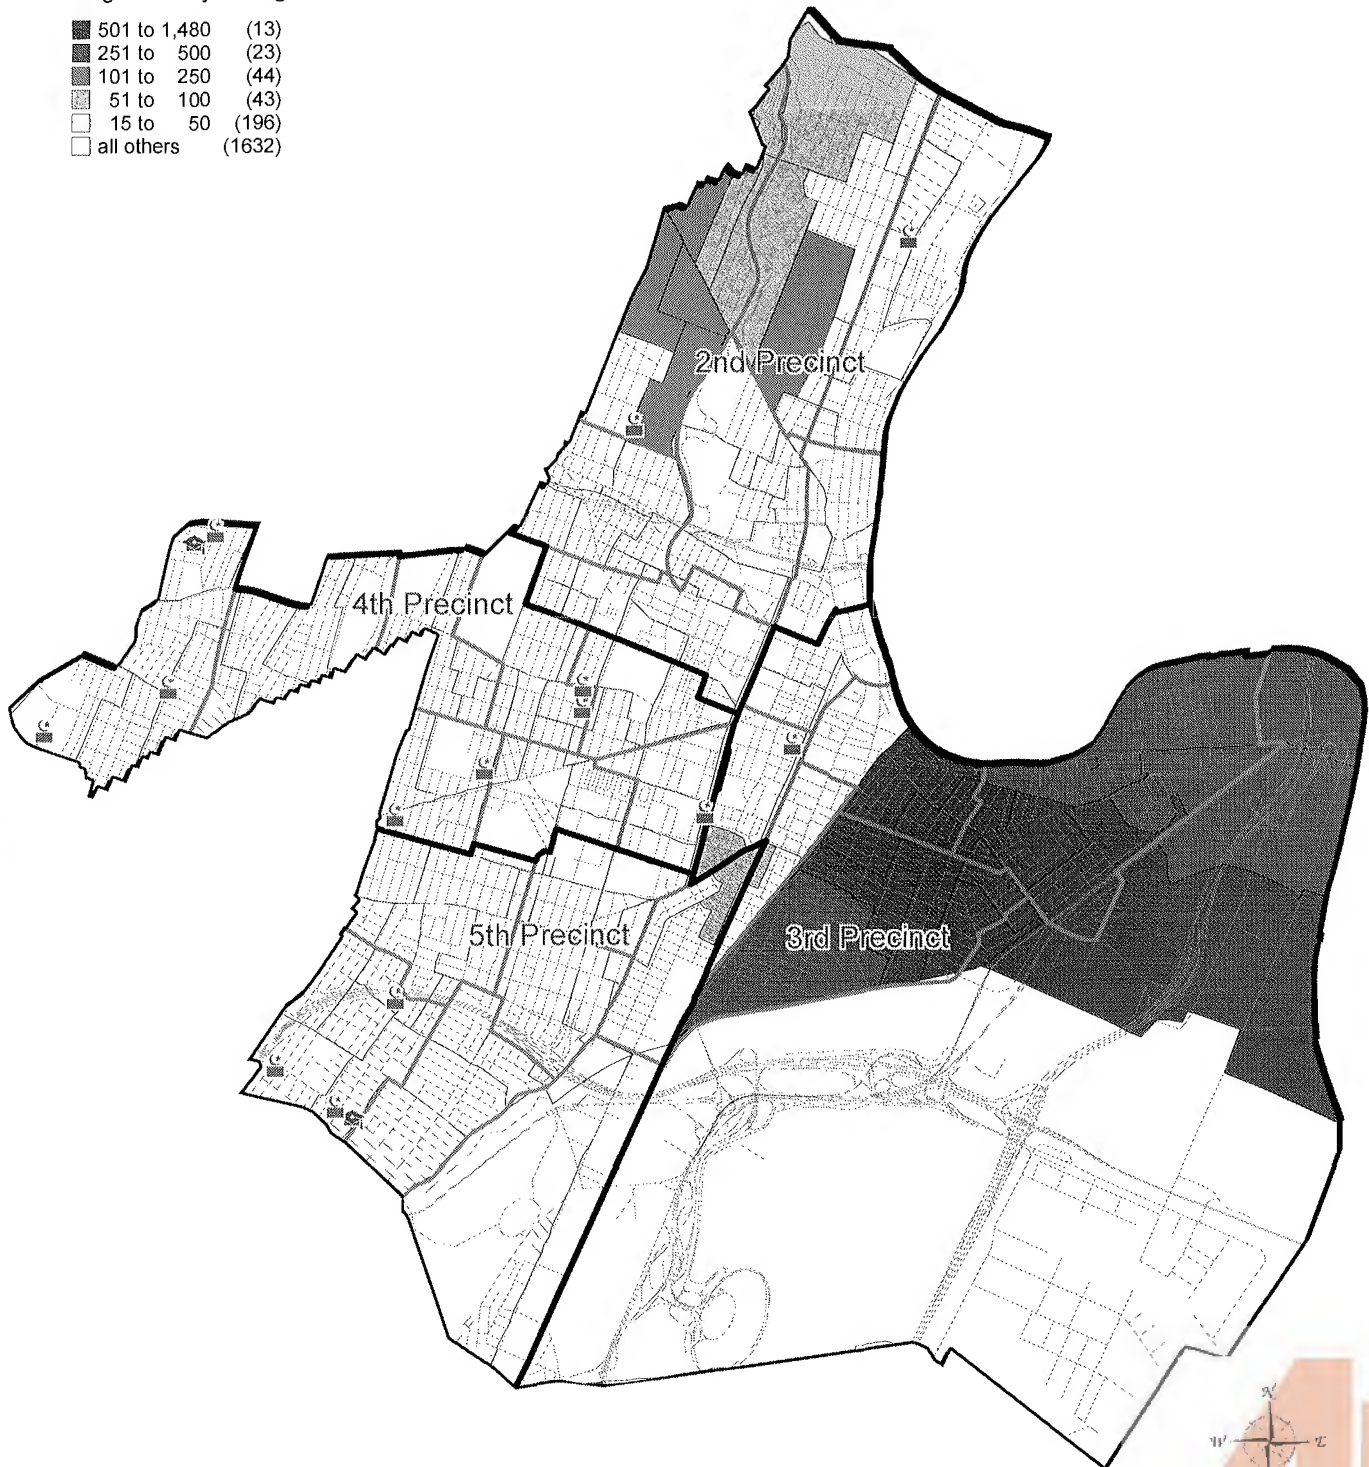 501 to 1,480 (13)
251 to 500 (23)
101 to 250 (44)
51 to 100 (43)
15 to 50 (196)
all others (1632)
2nd Precinct
4th Precinct
5th Precinct
3rd Precinct
N
W E